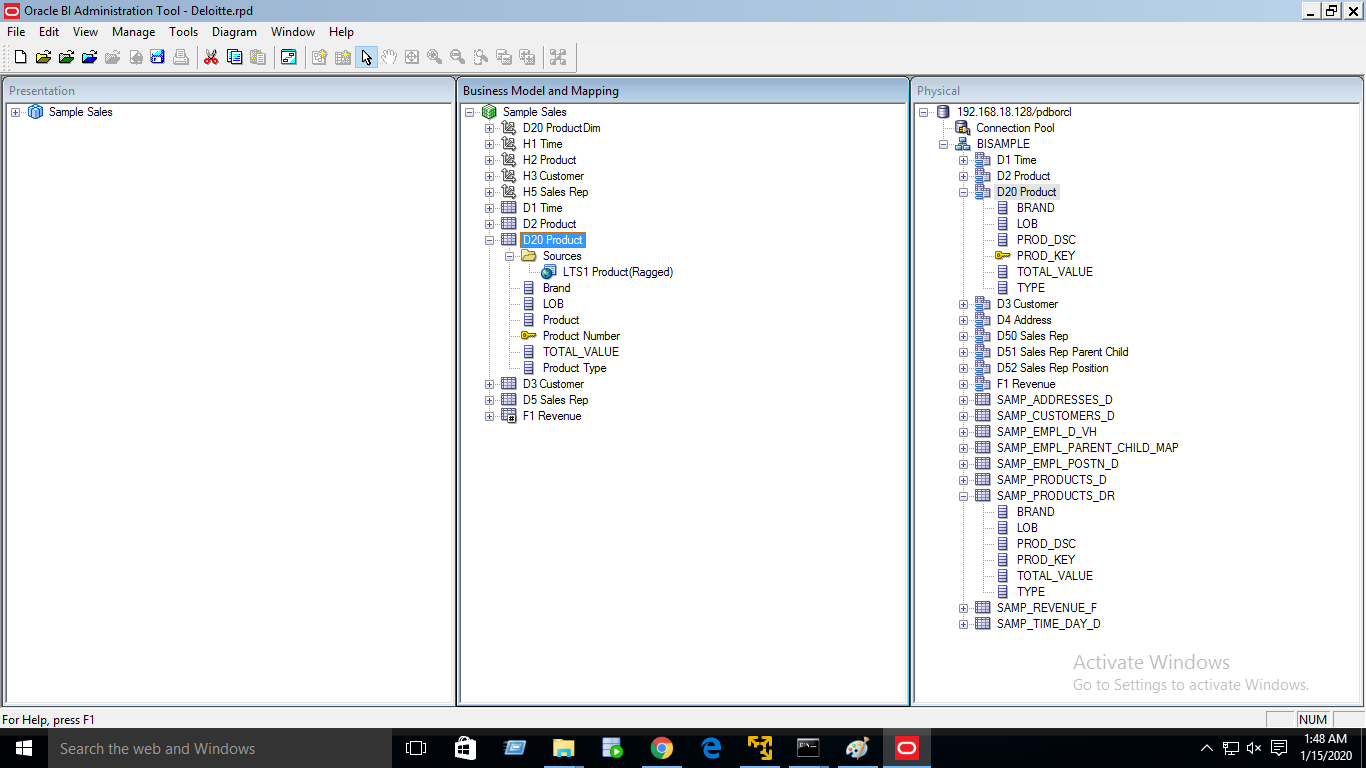 Oracle BI Administration Tool - Deloitte.rpd
File Edit View Manage Tools Diagram Window Help
Presentation
Sample Sales
Business Model and Mapping
Sample Sales
D20 ProductDim
H1 Time
H2 Product
H3 Customer
H5 Sales Rep
D1 Time
D2 Product
D20 Product
Sources
LTS1 Product(Ragged)
Brand
LOB
Product
Product Number
TOTAL_VALUE
Product Type
D3 Customer
D5 Sales Rep
F1 Revenue
Physical
192.168.18.128/pdborcl
Connection Pool
BISAMPLE
D1 Time
D2 Product
D20 Product
BRAND
LOB
PROD_DSC
PROD_KEY
TOTAL_VALUE
TYPE
D3 Customer
D4 Address
D50 Sales Rep
D51 Sales Rep Parent Child
D52 Sales Rep Position
F1 Revenue
SAMP_ADDRESSES_D
SAMP_CUSTOMERS_D
SAMP_EMPL_D_VH
SAMP_EMPL_PARENT_CHILD_MAP
SAMP_EMPL_POSTN_D
SAMP_PRODUCTS_D
SAMP_PRODUCTS_DR
BRAND
LOB
PROD_DSC
PROD_KEY
TOTAL_VALUE
TYPE
SAMP_REVENUE_F
SAMP_TIME_DAY_D
Activate Windows
Go to Settings to activate Windows.
For Help, press F1
NUM
Search the web and Windows
1:48 AM
1/15/2020